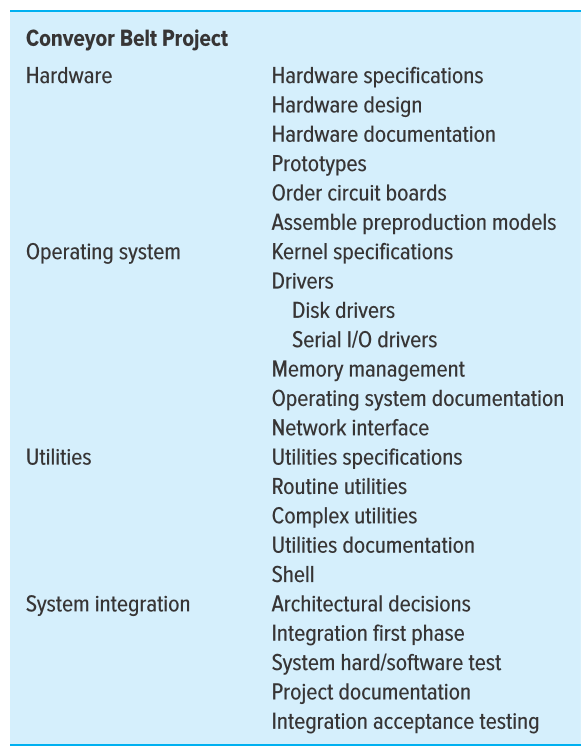 Conveyor Belt Project
Hardware Hardware specifications
Hardware design
Hardware documentation
Prototypes
Order circuit boards
Assemble preproduction models
Operating system Kernel specifications
Drivers
Disk drivers
Serial I/O drivers
Memory management
Operating system documentation
Network interface
Utilities Utilities specifications
Routine utilities
Complex utilities
Utilities documentation
Shell
System integration Architectural decisions
Integration first phase
System hard/software test
Project documentation
Integration acceptance testing